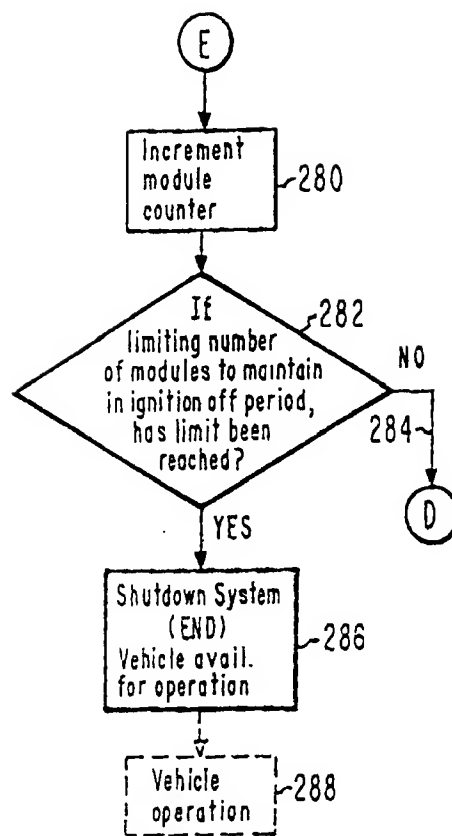 E
Increment
module
counter
280
If
limiting number
of modules to maintain
in ignition off period,
has limit been
reached?
282
NO
284
D
YES
Shutdown System
(END)
Vehicle avail.
for operation
286
Vehicle
operation
288